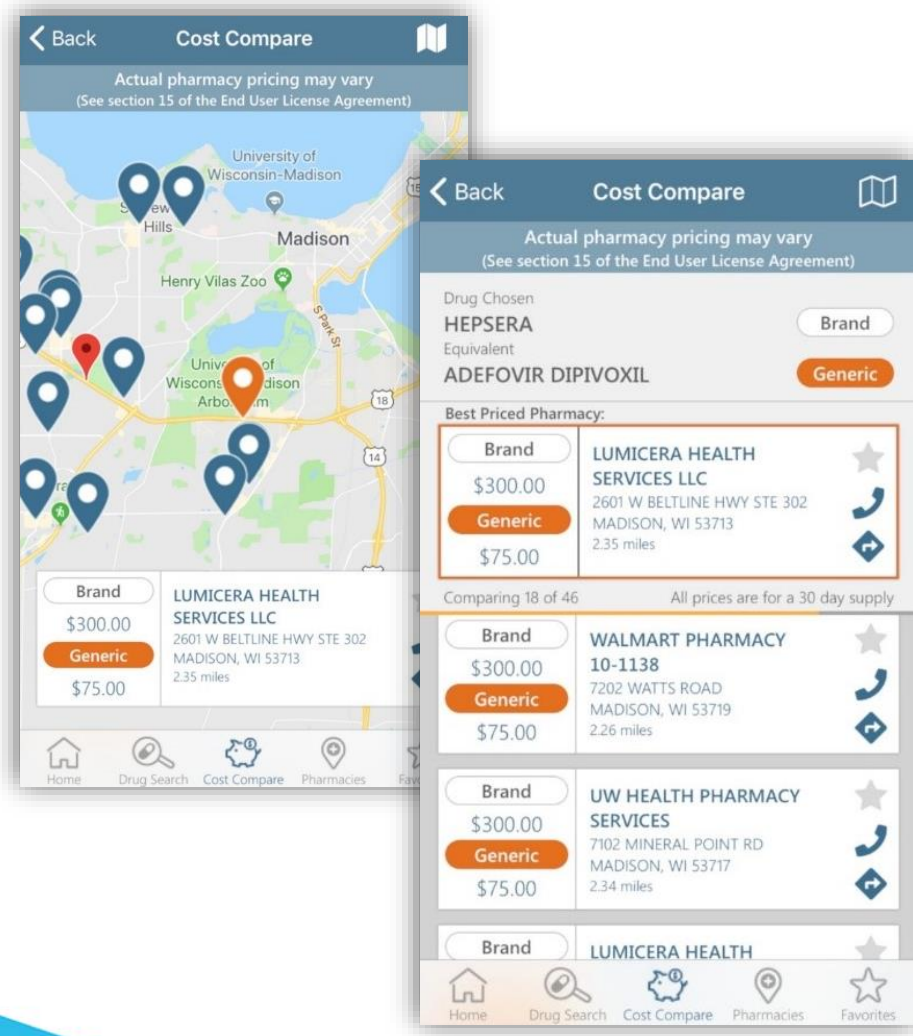 Back Cost Compare
Actual pharmacy pricing may vary
(See section 15 of the End User License Agreement)
University of
Wisconsin-Madison
Hills
Madison
Henry Vilas Zoo
S Park St
18
14
Brand
$300.00
Generic
$75.00
LUMICERA HEALTH
SERVICES LLC
2601 W BELTLINE HWY STE 302
MADISON, WI 53713
2.35 miles
Home Drug Search Cost Compare Pharmacies
Back Cost Compare
Actual pharmacy pricing may vary
(See section 15 of the End User License Agreement)
Drug Chosen
HEPSERA Brand
Equivalent
ADEFOVIR DIPIVOXIL Generic
Best Priced Pharmacy:
Brand
$300.00
Generic
$75.00
LUMICERA HEALTH
SERVICES LLC
2601 W BELTLINE HWY STE 302
MADISON, WI 53713
2.35 miles
Comparing 18 of 46 All prices are for a 30 day supply
Brand
$300.00
Generic
$75.00
WALMART PHARMACY
10-1138
7202 WATTS ROAD
MADISON, WI 53719
2.26 miles
Brand
$300.00
Generic
$75.00
UW HEALTH PHARMACY
SERVICES
7102 MINERAL POINT RD
MADISON, WI 53717
2.34 miles
Brand
LUMICERA HEALTH
Home Drug Search Cost Compare Pharmacies Favorites